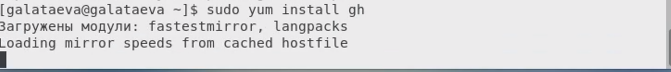 [galataeva@galataeva ~]$ sudo yum install gh
Загружены модули: fastestmirror, langpacks
Loading mirror speeds from cached hostfile